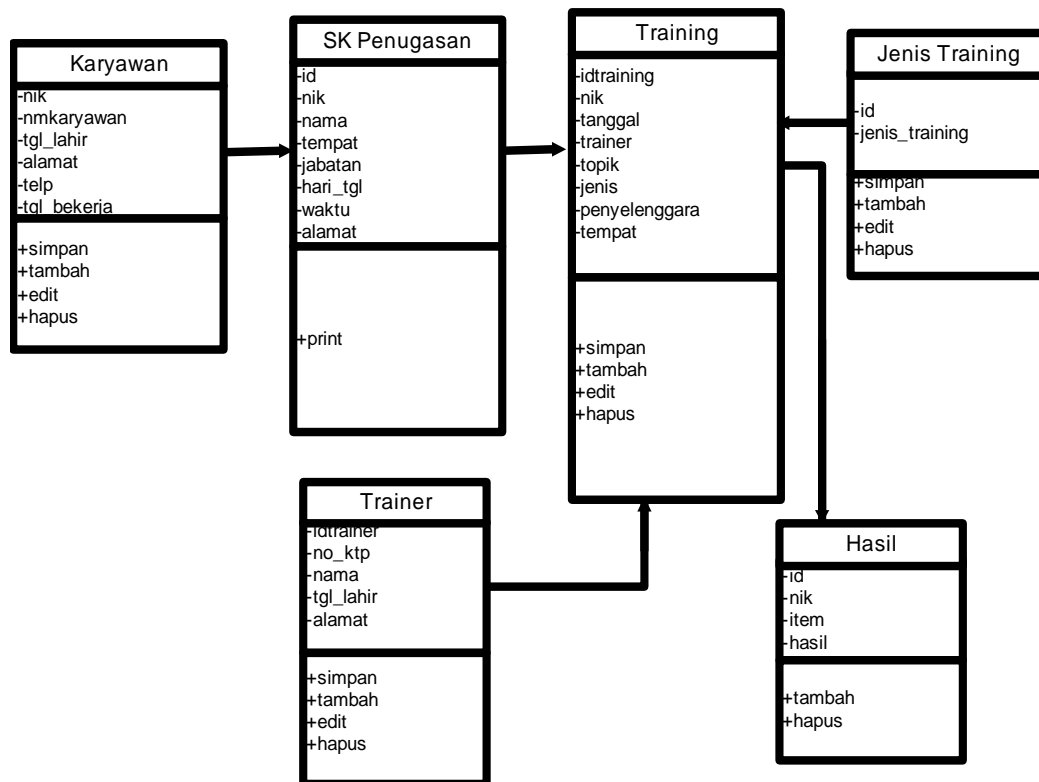 Karyawan
-nik
-nmkaryawan
-tgl_lahir
-alamat
-telp
-tgl_bekerja
+simpan
+tambah
+edit
+hapus
SK Penugasan
-id
-nik
-nama
-tempat
-jabatan
-hari_tgl
-waktu
-alamat
+print
Training
-idtraining
-nik
-tanggal
-trainer
-topik
-jenis
-penyelenggara
-tempat
+simpan
+tambah
+edit
+hapus
Jenis Training
-id
-jenis_training
+simpan
+tambah
+edit
+hapus
Trainer
-idtrainer
-no_ktp
-nama
-tgl_lahir
-alamat
+simpan
+tambah
+edit
+hapus
Hasil
-id
-nik
-item
-hasil
+tambah
+hapus